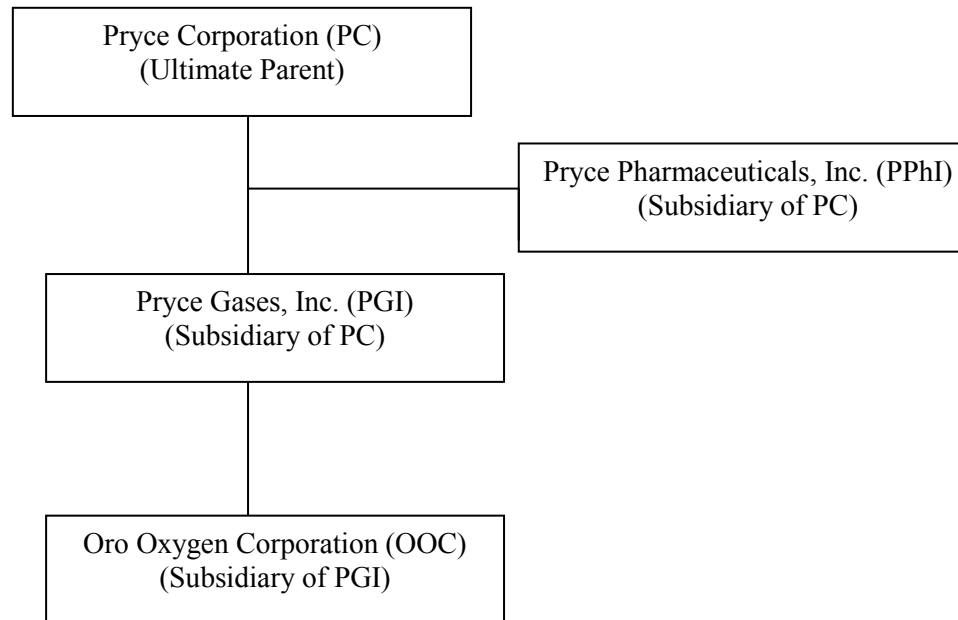 Pryce Corporation (PC)
(Ultimate Parent)
Pryce Pharmaceuticals, Inc. (PPhI)
(Subsidiary of PC)
Pryce Gases, Inc. (PGI)
(Subsidiary of PC)
Oro Oxygen Corporation (OOC)
(Subsidiary of PGI)